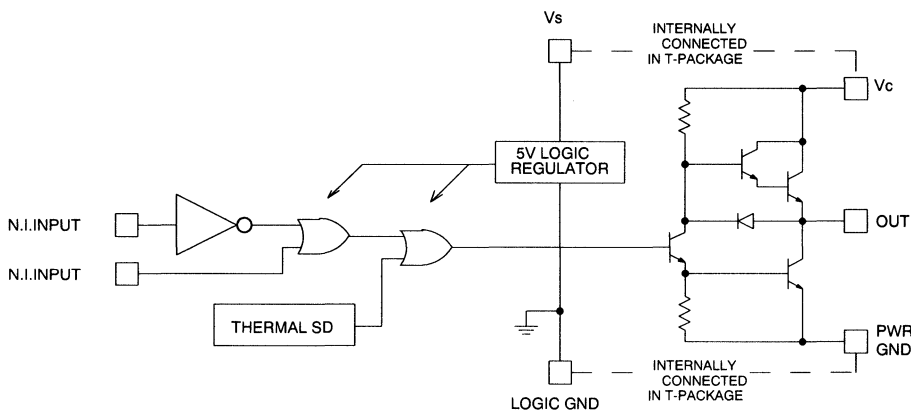 Vs
INTERNALLY
CONNECTED
IN T-PACKAGE
Vc
5V LOGIC
REGULATOR
N.I.INPUT
OUT
N.I.INPUT
THERMAL SD
PWR
GND
INTERNALLY
CONNECTED
IN T-PACKAGE
LOGIC GND